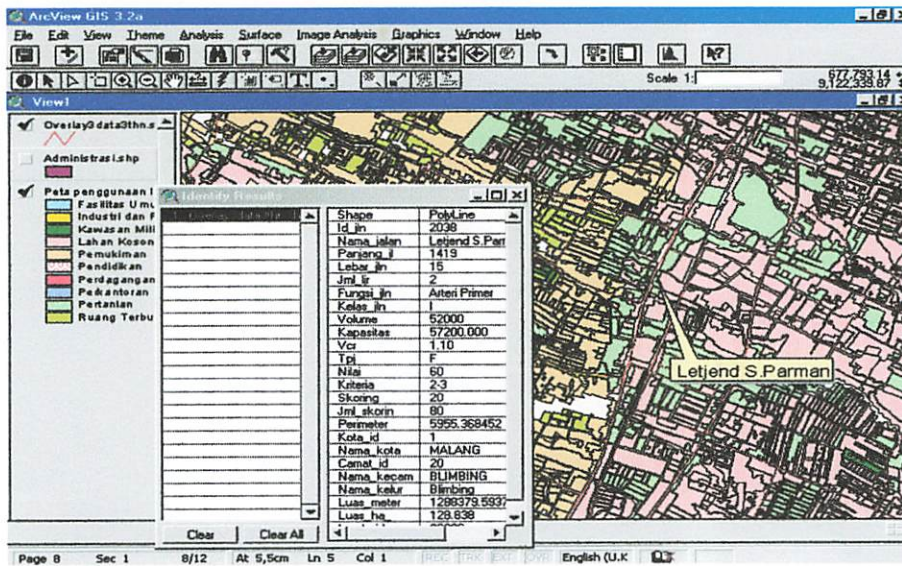 ArcView GIS 3.2a
File Edit View Theme Analysis Surface Image Analysis Graphics Window Help
Scale 1:
677,793.14
9,122,339.87
View1
Overlay3data3thn.s
Administrasi.shp
Peta penggunaan l
Fasilitas Umu
Industri dan P
Kawasan Mili
Lahan Koson
Pemukiman
Pendidikan
Perdagangan
Perkantoran
Pertanian
Ruang Terbu
Identify Results
Shape PolyLine
Id_jln 2038
Nama_jalan Letjend S.Parr
Panjang_jl 1419
Lebar_jln 15
Jml_ljr 2
Fungsi_jln Arteri Primer
Kelas_jln I
Volume 52000
Kapasitas 57200.000
Vcr 1.10
Tpj F
Nilai 60
Kriteria 2-3
Skoring 20
Jml_skorin 80
Perimeter 5955.368452
Kota_id 1
Nama_kota MALANG
Camat_id 20
Nama_kecam BLIMBING
Nama_kelur Blimbing
Luas_meter 1288379.5937
Luas_ha_ 128.838
Clear Clear All
Letjend S.Parman
Page 8 Sec 1 8/12 At 5,5cm Ln 5 Col 1 REC TRK EXT OVR English (U.K